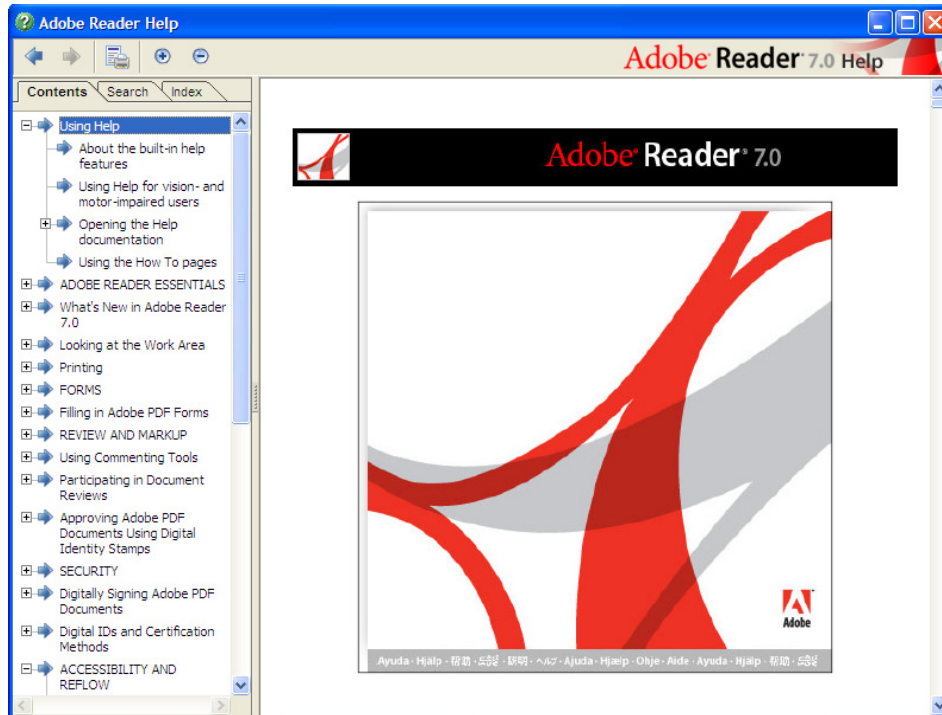 Adobe Reader Help
Adobe Reader 7.0 Help
Contents Search Index
Using Help
About the built-in help
features
Using Help for vision- and
motor-impaired users
Opening the Help
documentation
Using the How To pages
ADOBE READER ESSENTIALS
What's New in Adobe Reader
7.0
Looking at the Work Area
Printing
FORMS
Filling in Adobe PDF Forms
REVIEW AND MARKUP
Using Commenting Tools
Participating in Document
Reviews
Approving Adobe PDF
Documents Using Digital
Identity Stamps
SECURITY
Digitally Signing Adobe PDF
Documents
Digital IDs and Certification
Methods
ACCESSIBILITY AND
REFLOW
Adobe® Reader® 7.0
Adobe
Ayuda · Hjälp · 帮助 · 説明 · ヘルプ · Ajuda · Hjælp · Ohje · Aide · Ayuda · Hjälp · 帮助